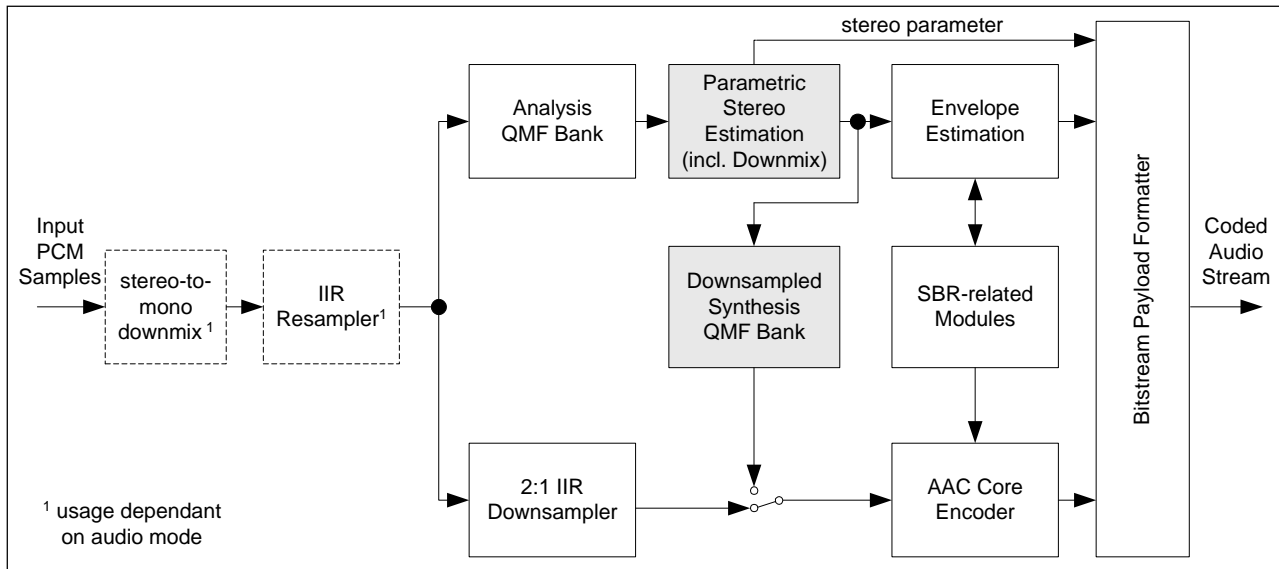 stereo parameter
Analysis
QMF Bank
Parametric
Stereo
Estimation
(incl. Downmix)
Envelope
Estimation
Input
PCM
Samples
stereo-to-
mono
downmix 1
IIR
Resampler1
Downsampled
Synthesis
QMF Bank
SBR-related
Modules
Bitstream Payload Formatter
Coded
Audio
Stream
2:1 IIR
Downsampler
AAC Core
Encoder
1 usage dependant
on audio mode